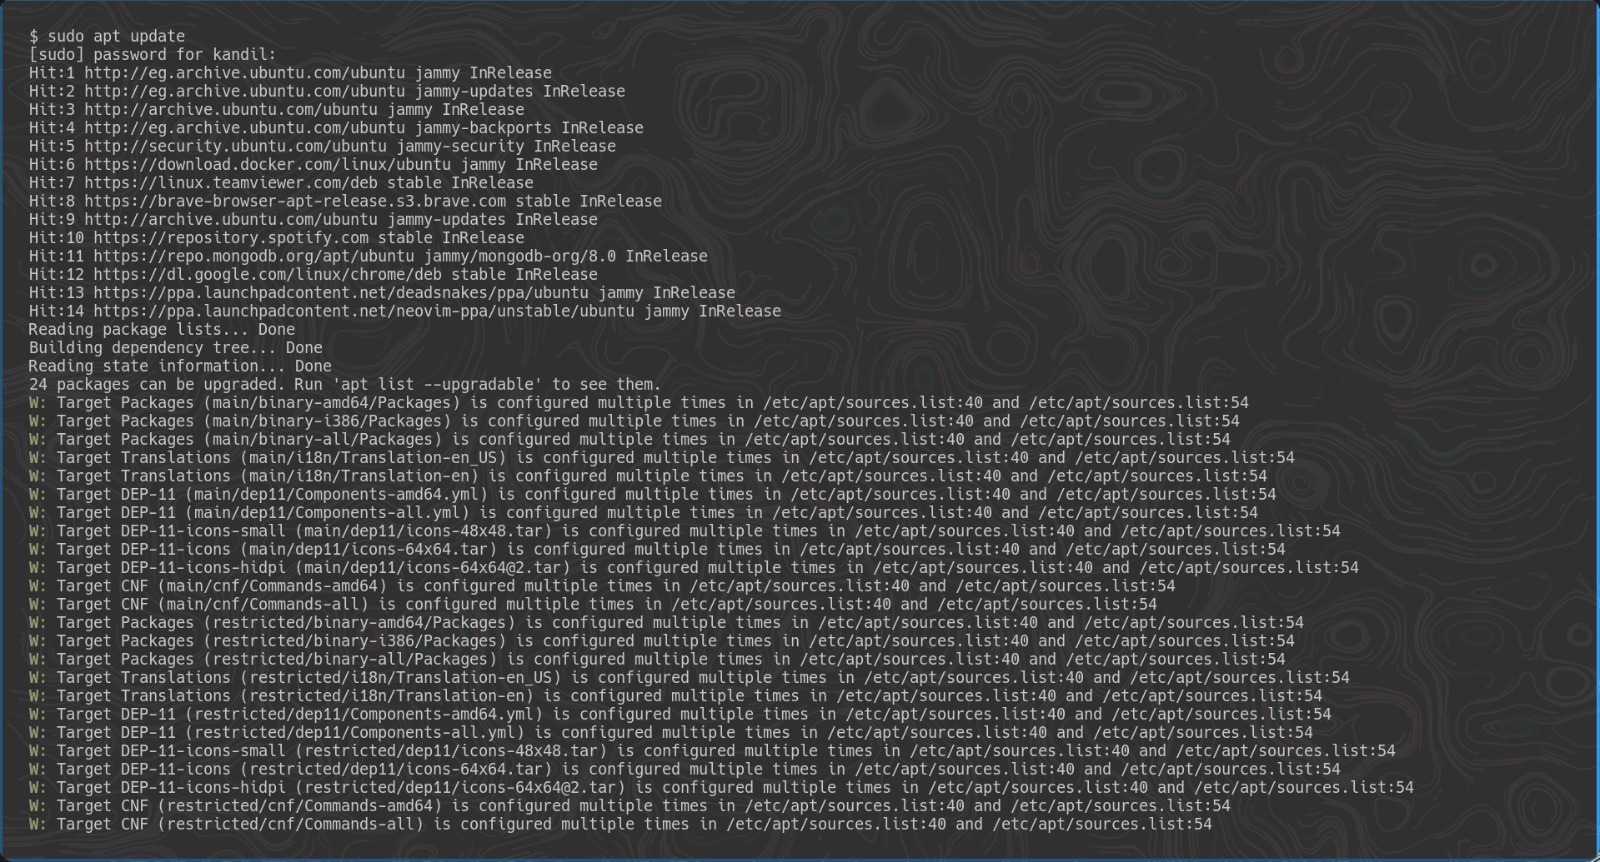 $ sudo apt update
[sudo] password for kandil:
Hit:1 http://eg.archive.ubuntu.com/ubuntu jammy InRelease
Hit:2 http://eg.archive.ubuntu.com/ubuntu jammy-updates InRelease
Hit:3 http://archive.ubuntu.com/ubuntu jammy InRelease
Hit:4 http://eg.archive.ubuntu.com/ubuntu jammy-backports InRelease
Hit:5 http://security.ubuntu.com/ubuntu jammy-security InRelease
Hit:6 https://download.docker.com/linux/ubuntu jammy InRelease
Hit:7 https://linux.teamviewer.com/deb stable InRelease
Hit:8 https://brave-browser-apt-release.s3.brave.com stable InRelease
Hit:9 http://archive.ubuntu.com/ubuntu jammy-updates InRelease
Hit:10 https://repository.spotify.com stable InRelease
Hit:11 https://repo.mongodb.org/apt/ubuntu jammy/mongodb-org/8.0 InRelease
Hit:12 https://dl.google.com/linux/chrome/deb stable InRelease
Hit:13 https://ppa.launchpadcontent.net/deadsnakes/ppa/ubuntu jammy InRelease
Hit:14 https://ppa.launchpadcontent.net/neovim-ppa/unstable/ubuntu jammy InRelease
Reading package lists... Done
Building dependency tree... Done
Reading state information... Done
24 packages can be upgraded. Run 'apt list --upgradable' to see them.
W: Target Packages (main/binary-amd64/Packages) is configured multiple times in /etc/apt/sources.list:40 and /etc/apt/sources.list:54
W: Target Packages (main/binary-i386/Packages) is configured multiple times in /etc/apt/sources.list:40 and /etc/apt/sources.list:54
W: Target Packages (main/binary-all/Packages) is configured multiple times in /etc/apt/sources.list:40 and /etc/apt/sources.list:54
W: Target Translations (main/i18n/Translation-en_US) is configured multiple times in /etc/apt/sources.list:40 and /etc/apt/sources.list:54
W: Target Translations (main/i18n/Translation-en) is configured multiple times in /etc/apt/sources.list:40 and /etc/apt/sources.list:54
W: Target DEP-11 (main/dep11/Components-amd64.yml) is configured multiple times in /etc/apt/sources.list:40 and /etc/apt/sources.list:54
W: Target DEP-11 (main/dep11/Components-all.yml) is configured multiple times in /etc/apt/sources.list:40 and /etc/apt/sources.list:54
W: Target DEP-11-icons-small (main/dep11/icons-48x48.tar) is configured multiple times in /etc/apt/sources.list:40 and /etc/apt/sources.list:54
W: Target DEP-11-icons (main/dep11/icons-64x64.tar) is configured multiple times in /etc/apt/sources.list:40 and /etc/apt/sources.list:54
W: Target DEP-11-icons-hidpi (main/dep11/icons-64x64@2.tar) is configured multiple times in /etc/apt/sources.list:40 and /etc/apt/sources.list:54
W: Target CNF (main/cnf/Commands-amd64) is configured multiple times in /etc/apt/sources.list:40 and /etc/apt/sources.list:54
W: Target CNF (main/cnf/Commands-all) is configured multiple times in /etc/apt/sources.list:40 and /etc/apt/sources.list:54
W: Target Packages (restricted/binary-amd64/Packages) is configured multiple times in /etc/apt/sources.list:40 and /etc/apt/sources.list:54
W: Target Packages (restricted/binary-i386/Packages) is configured multiple times in /etc/apt/sources.list:40 and /etc/apt/sources.list:54
W: Target Packages (restricted/binary-all/Packages) is configured multiple times in /etc/apt/sources.list:40 and /etc/apt/sources.list:54
W: Target Translations (restricted/i18n/Translation-en_US) is configured multiple times in /etc/apt/sources.list:40 and /etc/apt/sources.list:54
W: Target Translations (restricted/i18n/Translation-en) is configured multiple times in /etc/apt/sources.list:40 and /etc/apt/sources.list:54
W: Target DEP-11 (restricted/dep11/Components-amd64.yml) is configured multiple times in /etc/apt/sources.list:40 and /etc/apt/sources.list:54
W: Target DEP-11 (restricted/dep11/Components-all.yml) is configured multiple times in /etc/apt/sources.list:40 and /etc/apt/sources.list:54
W: Target DEP-11-icons-small (restricted/dep11/icons-48x48.tar) is configured multiple times in /etc/apt/sources.list:40 and /etc/apt/sources.list:54
W: Target DEP-11-icons (restricted/dep11/icons-64x64.tar) is configured multiple times in /etc/apt/sources.list:40 and /etc/apt/sources.list:54
W: Target DEP-11-icons-hidpi (restricted/dep11/icons-64x64@2.tar) is configured multiple times in /etc/apt/sources.list:40 and /etc/apt/sources.list:54
W: Target CNF (restricted/cnf/Commands-amd64) is configured multiple times in /etc/apt/sources.list:40 and /etc/apt/sources.list:54
W: Target CNF (restricted/cnf/Commands-all) is configured multiple times in /etc/apt/sources.list:40 and /etc/apt/sources.list:54